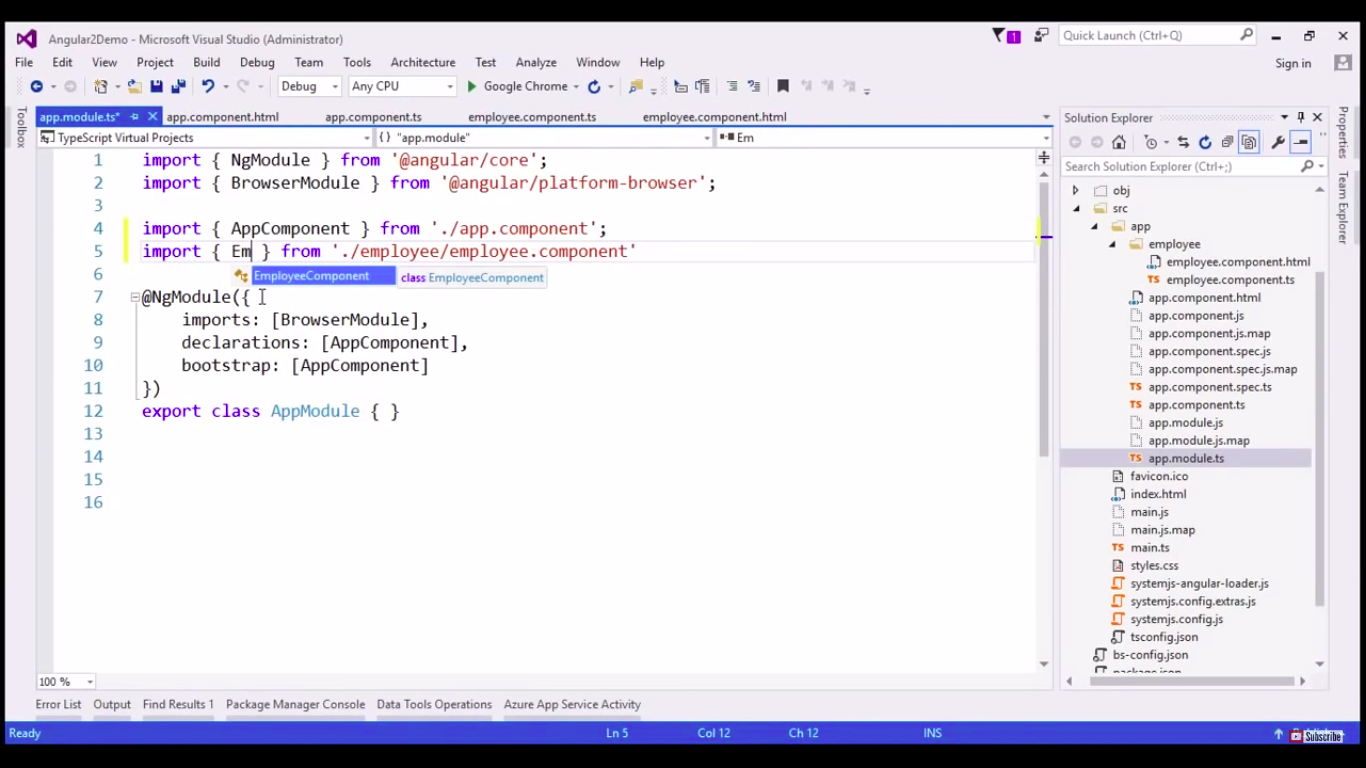 Angular2Demo - Microsoft Visual Studio (Administrator)
1
Quick Launch (Ctrl+Q)
File Edit View Project Build Debug Team Tools Architecture Test Analyze Window Help
Sign in
Debug Any CPU Google Chrome
Toolbox
app.module.ts* app.component.html app.component.ts employee.component.ts employee.component.html
TypeScript Virtual Projects {} "app.module" Em
1 import { NgModule } from '@angular/core';
2 import { BrowserModule } from '@angular/platform-browser';
3
4 import { AppComponent } from './app.component';
5 import { Em } from './employee/employee.component'
EmployeeComponent class EmployeeComponent
6
7 @NgModule({
8 imports: [BrowserModule],
9 declarations: [AppComponent],
10 bootstrap: [AppComponent]
11 })
12 export class AppModule { }
13
14
15
16
100 %
Solution Explorer
Search Solution Explorer (Ctrl+;)
obj
src
app
employee
employee.component.html
TS employee.component.ts
app.component.html
app.component.js
app.component.js.map
app.component.spec.js
app.component.spec.js.map
TS app.component.spec.ts
TS app.component.ts
app.module.js
app.module.js.map
TS app.module.ts
favicon.ico
index.html
main.js
main.js.map
TS main.ts
styles.css
systemjs-angular-loader.js
systemjs.config.extras.js
systemjs.config.js
tsconfig.json
bs-config.json
package.json
Properties
Team Explorer
Error List Output Find Results 1 Package Manager Console Data Tools Operations Azure App Service Activity
Ready Ln 5 Col 12 Ch 12 INS
Subscribe